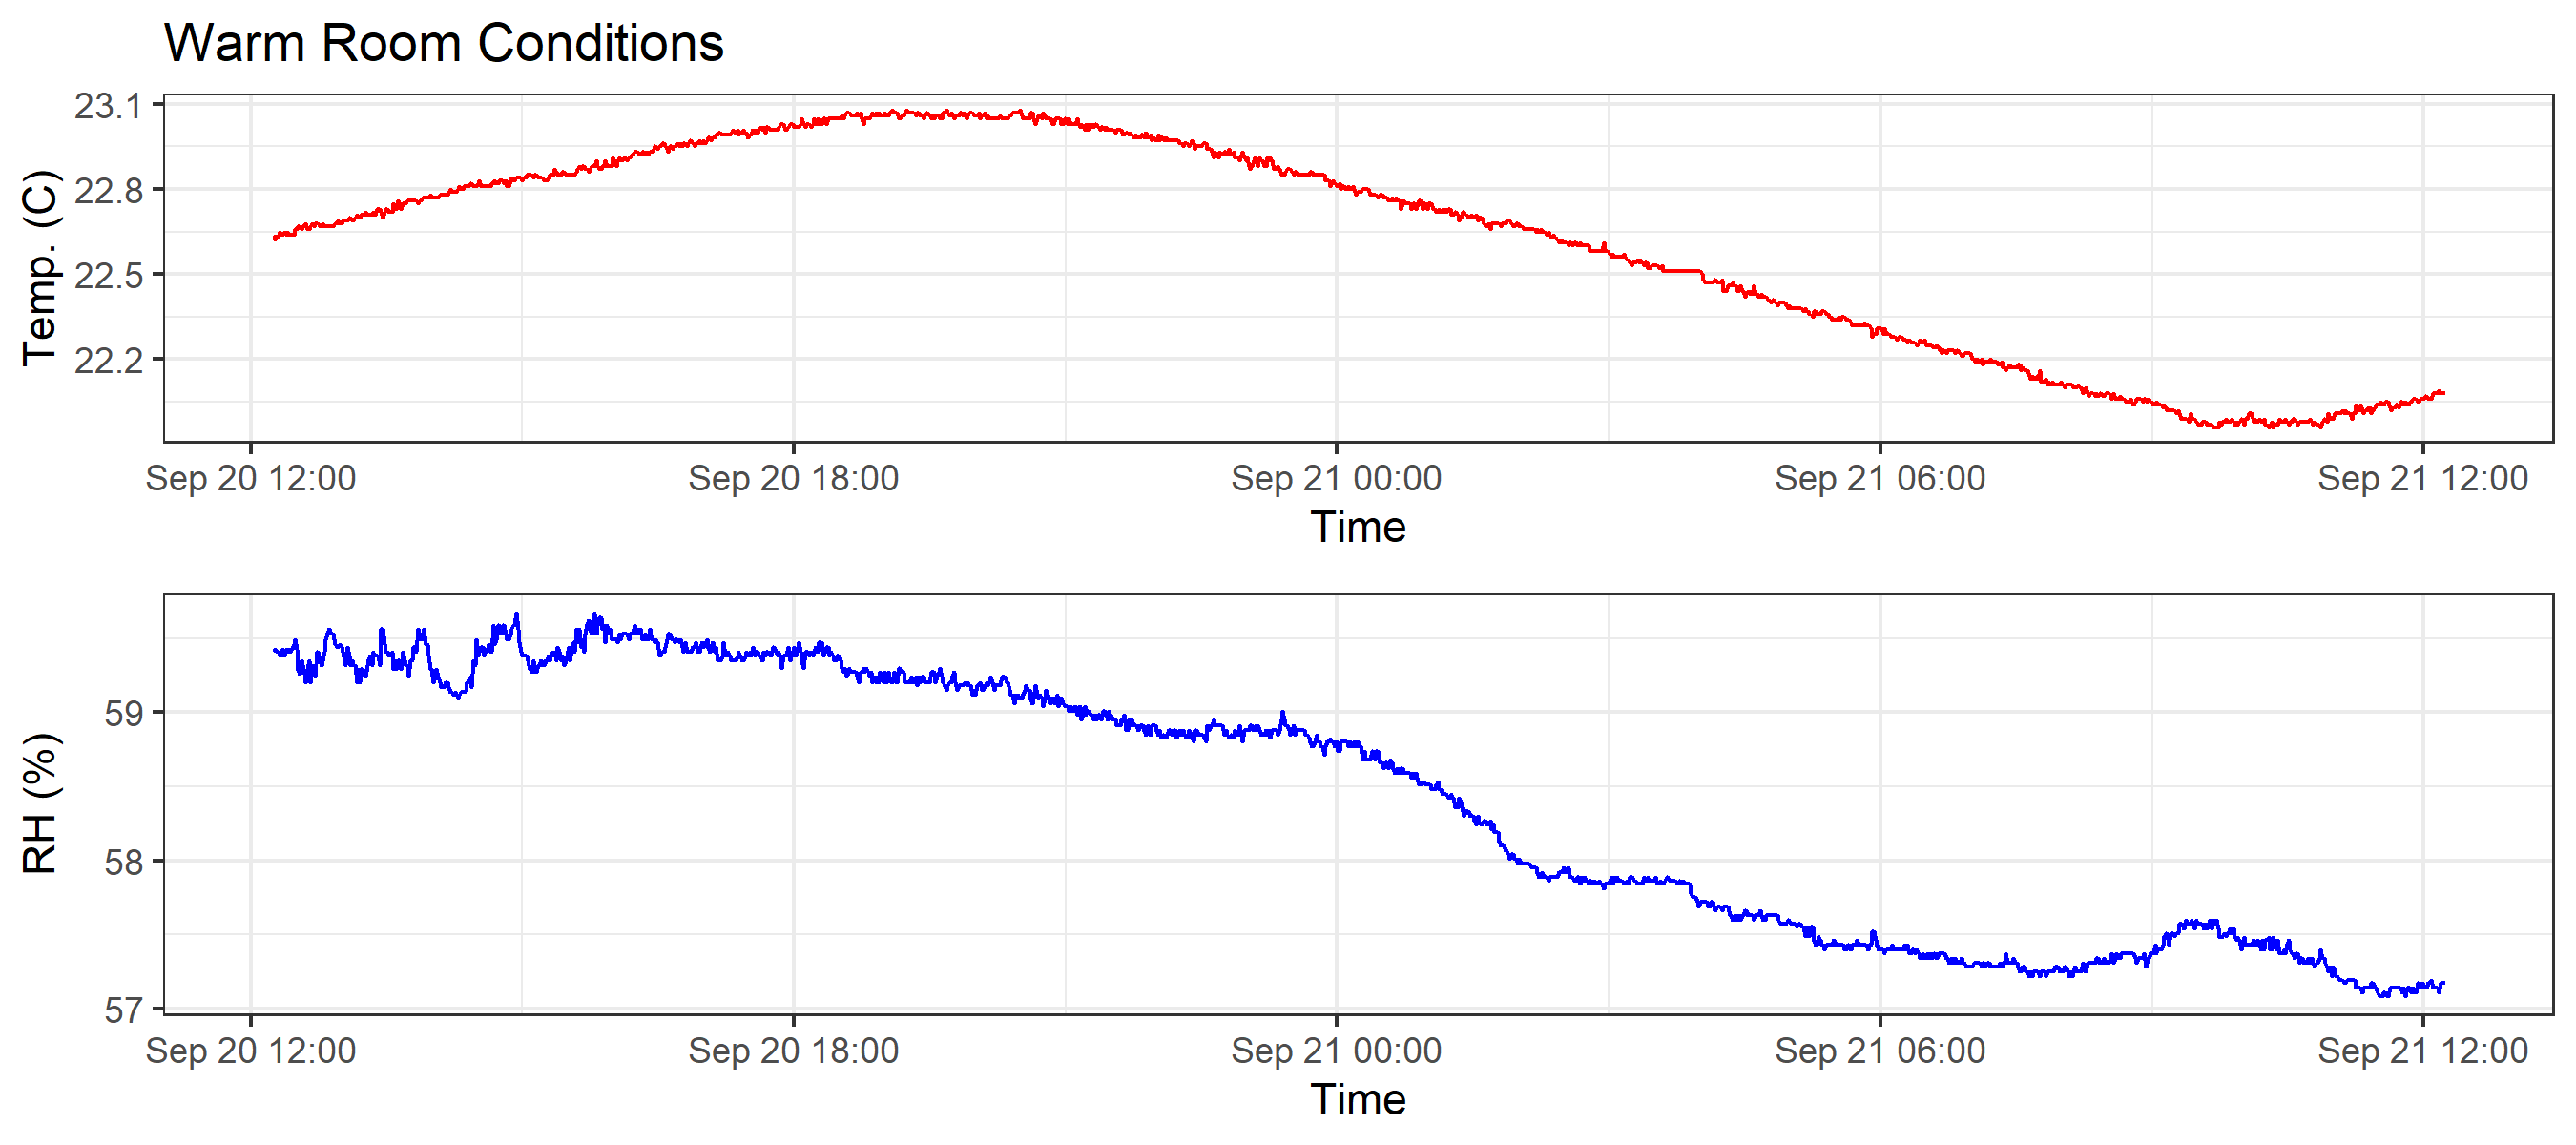 Warm Room Conditions
Temp. (C)
23.1
22.8
22.5
22.2
Sep 20 12:00 Sep 20 18:00 Sep 21 00:00 Sep 21 06:00 Sep 21 12:00
Time
RH (%)
59
58
57
Sep 20 12:00 Sep 20 18:00 Sep 21 00:00 Sep 21 06:00 Sep 21 12:00
Time